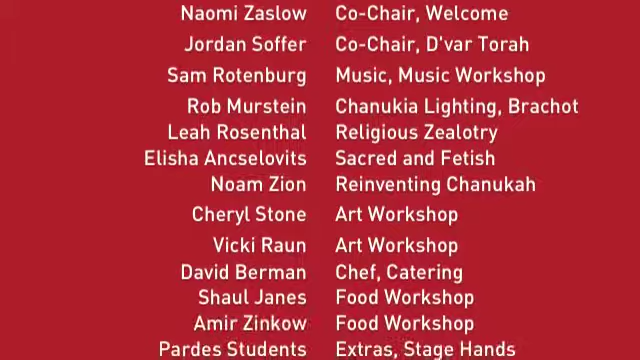 Naomi Zaslow Co-Chair, Welcome
Jordan Soffer Co-Chair, D'var Torah
Sam Rotenburg Music, Music Workshop
Rob Murstein Chanukia Lighting, Brachot
Leah Rosenthal Religious Zealotry
Elisha Ancselovits Sacred and Fetish
Noam Zion Reinventing Chanukah
Cheryl Stone Art Workshop
Vicki Raun Art Workshop
David Berman Chef, Catering
Shaul Janes Food Workshop
Amir Zinkow Food Workshop
Pardes Students Extras, Stage Hands